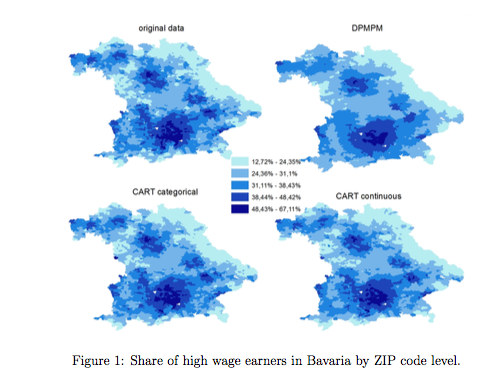 original data
DPMPM
12,72% - 24,35%
24,36% - 31,1%
31,11% - 38,43%
38,44% - 48,42%
48,43% - 67,11%
CART categorical
CART continuous
Figure 1: Share of high wage earners in Bavaria by ZIP code level.